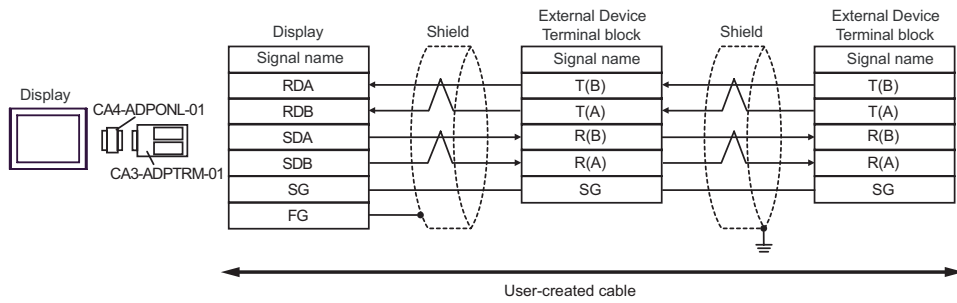 Display
CA4-ADPONL-01
CA3-ADPTRM-01
Display
Shield
External Device
Terminal block
Shield
External Device
Terminal block
Signal name
Signal name
Signal name
RDA
T(B)
T(B)
RDB
T(A)
T(A)
SDA
R(B)
R(B)
SDB
R(A)
R(A)
SG
SG
SG
FG
User-created cable